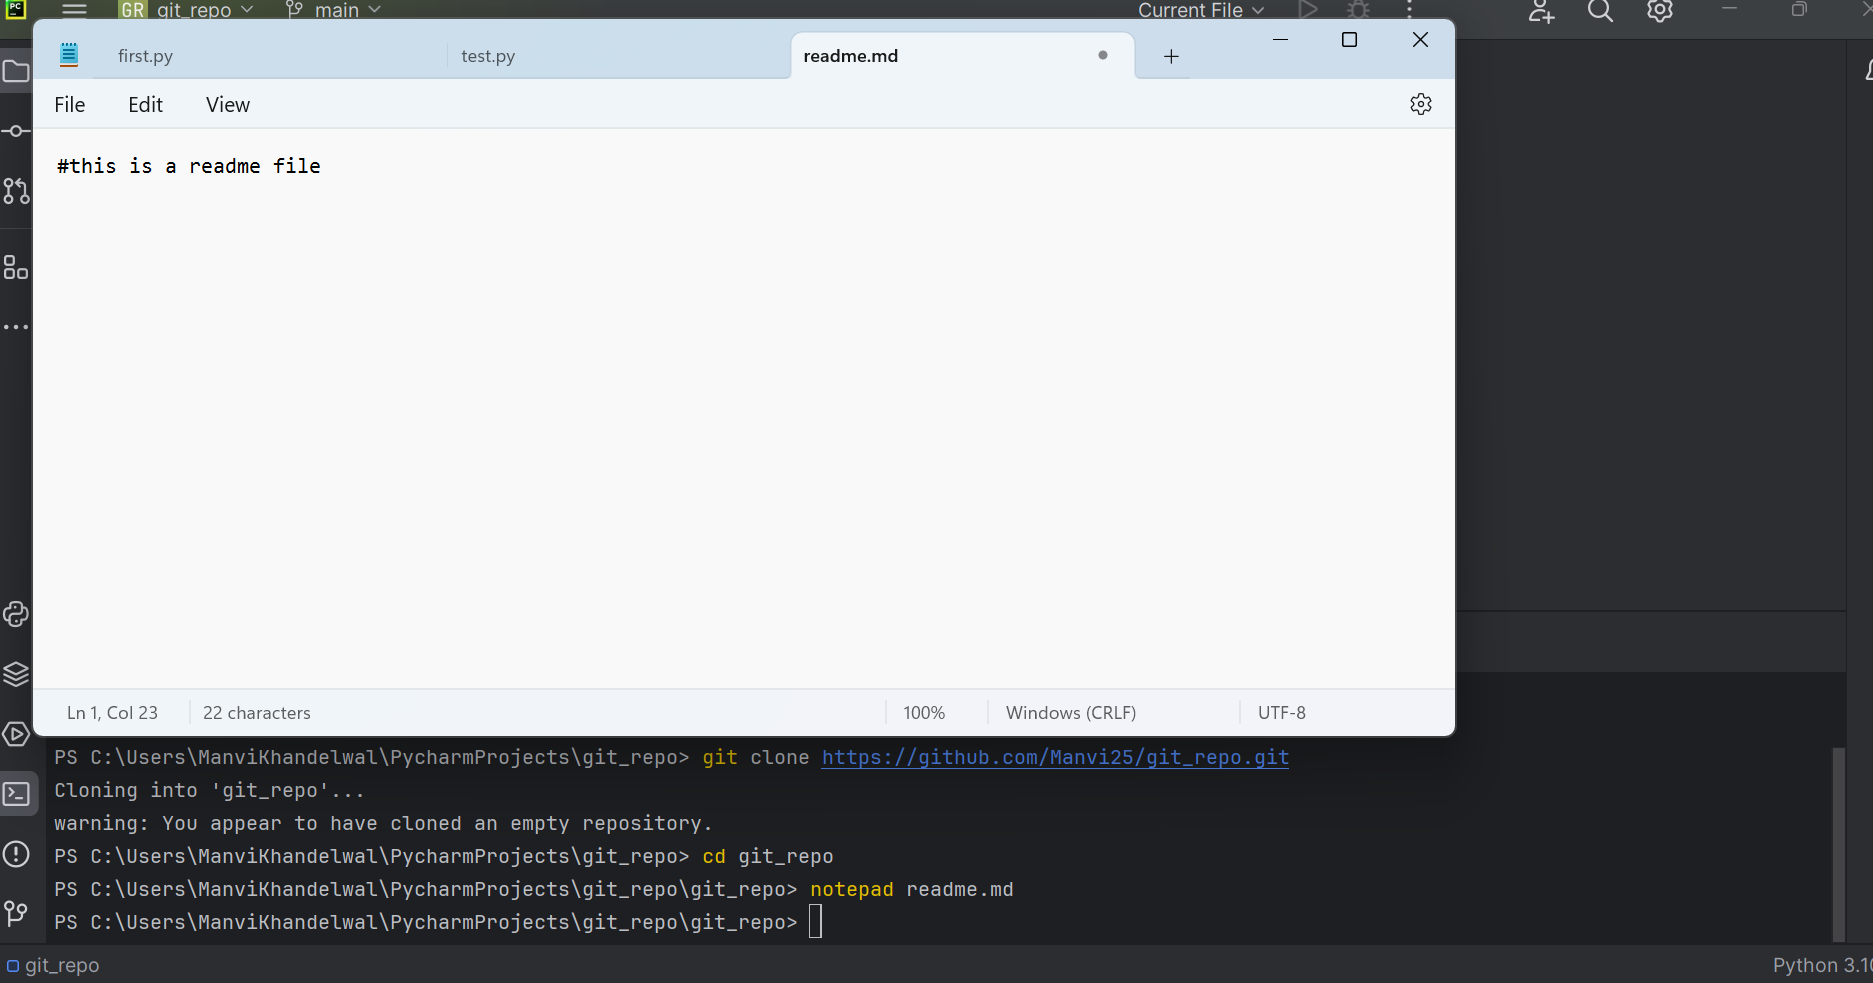 PC
GR git_repo main Current File
first.py test.py readme.md
File Edit View
#this is a readme file
Ln 1, Col 23 22 characters 100% Windows (CRLF) UTF-8
PS C:\Users\ManviKhandelwal\PycharmProjects\git_repo> git clone https://github.com/Manvi25/git_repo.git
Cloning into 'git_repo'...
warning: You appear to have cloned an empty repository.
PS C:\Users\ManviKhandelwal\PycharmProjects\git_repo> cd git_repo
PS C:\Users\ManviKhandelwal\PycharmProjects\git_repo\git_repo> notepad readme.md
PS C:\Users\ManviKhandelwal\PycharmProjects\git_repo\git_repo>
git_repo Python 3.10